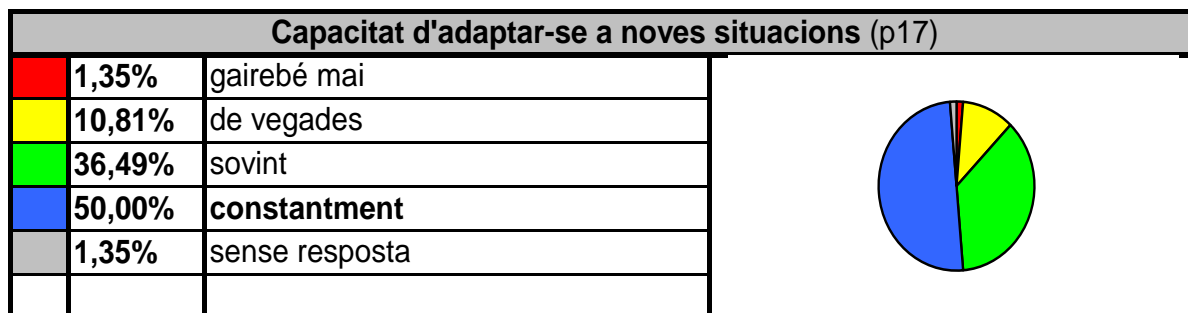 Capacitat d'adaptar-se a noves situacions (p17)
1,35% gairebé mai
10,81% de vegades
36,49% sovint
50,00% constantment
1,35% sense resposta